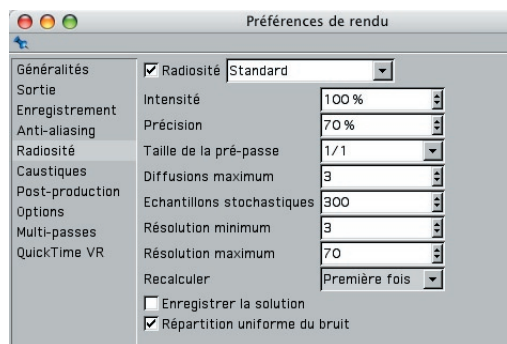 Préférences de rendu
Généralités
Sortie
Enregistrement
Anti-aliasing
Radiosité
Caustiques
Post-production
Options
Multi-passes
QuickTime VR
Radiosité Standard
Intensité 100 %
Précision 70 %
Taille de la pré-passe 1/1
Diffusions maximum 3
Echantillons stochastiques 300
Résolution minimum 3
Résolution maximum 70
Recalculer Première fois
Enregistrer la solution
Répartition uniforme du bruit